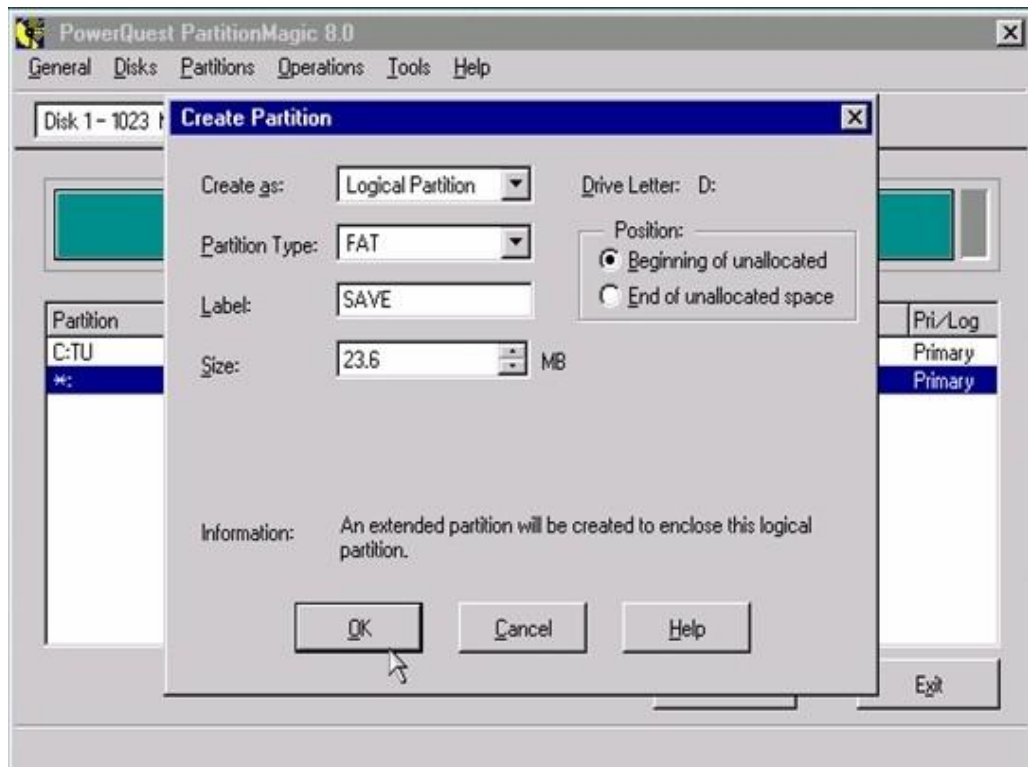 PowerQuest PartitionMagic 8.0
General Disks Partitions Operations Tools Help
Disk 1 - 1023
Create Partition
Create as: Logical Partition
Drive Letter: D:
Partition Type: FAT
Position:
Beginning of unallocated
End of unallocated space
Label: SAVE
Size: 23.6 MB
Partition
Pri/Log
C:TU
Primary
*:
Primary
Information: An extended partition will be created to enclose this logical
partition.
OK Cancel Help
Exit